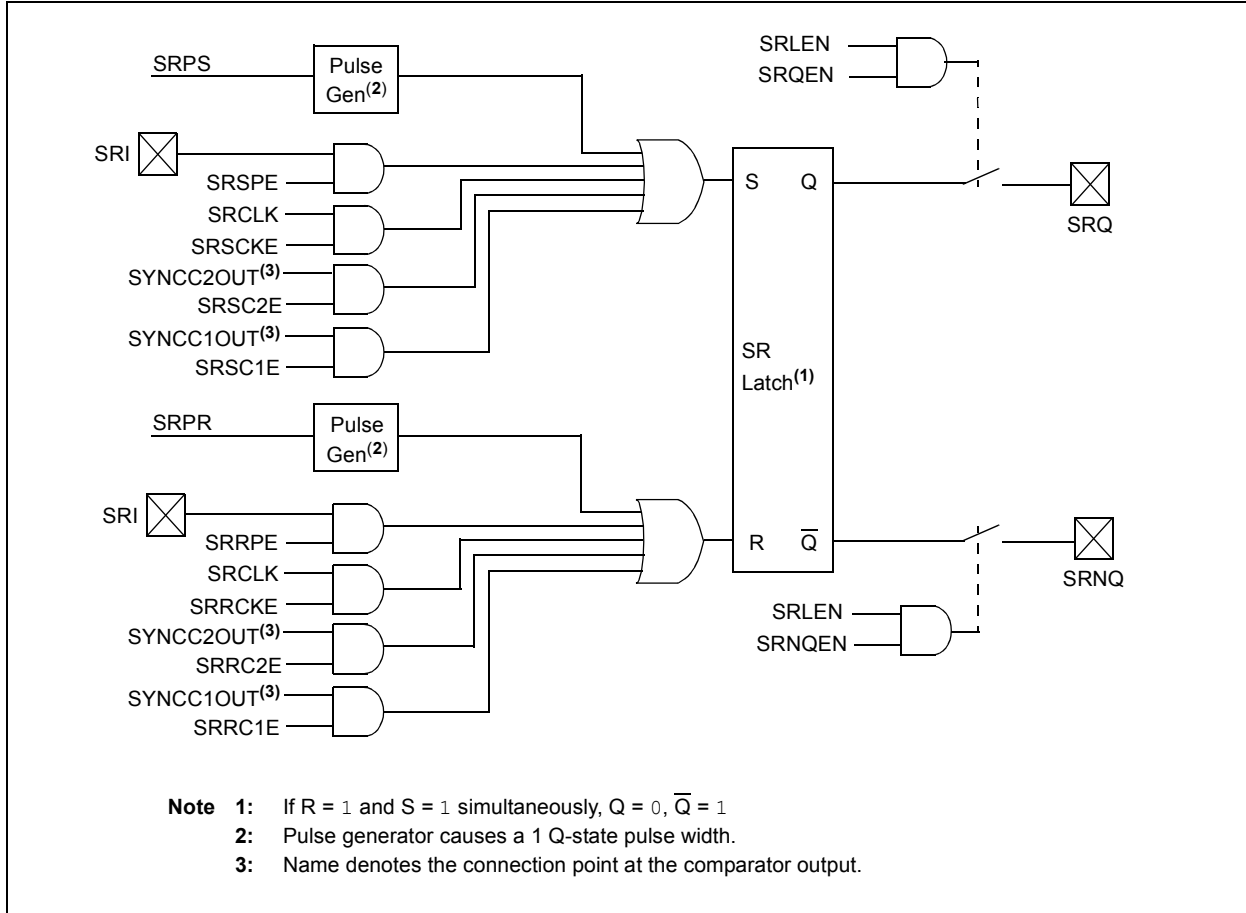 SRPS
Pulse
Gen(2)
SRI
SRSPE
SRCLK
SRSCKE
SYNCC2OUT(3)
SRSC2E
SYNCC1OUT(3)
SRSC1E
SRLEN
SRQEN
S Q
SRQ
SR
Latch(1)
SRPR
Pulse
Gen(2)
SRI
SRRPE
SRCLK
SRRCKE
SYNCC2OUT(3)
SRRC2E
SYNCC1OUT(3)
SRRC1E
R Q̅
SRNQ
SRLEN
SRNQEN
Note 1: If R = 1 and S = 1 simultaneously, Q = 0, Q̅ = 1
2: Pulse generator causes a 1 Q-state pulse width.
3: Name denotes the connection point at the comparator output.